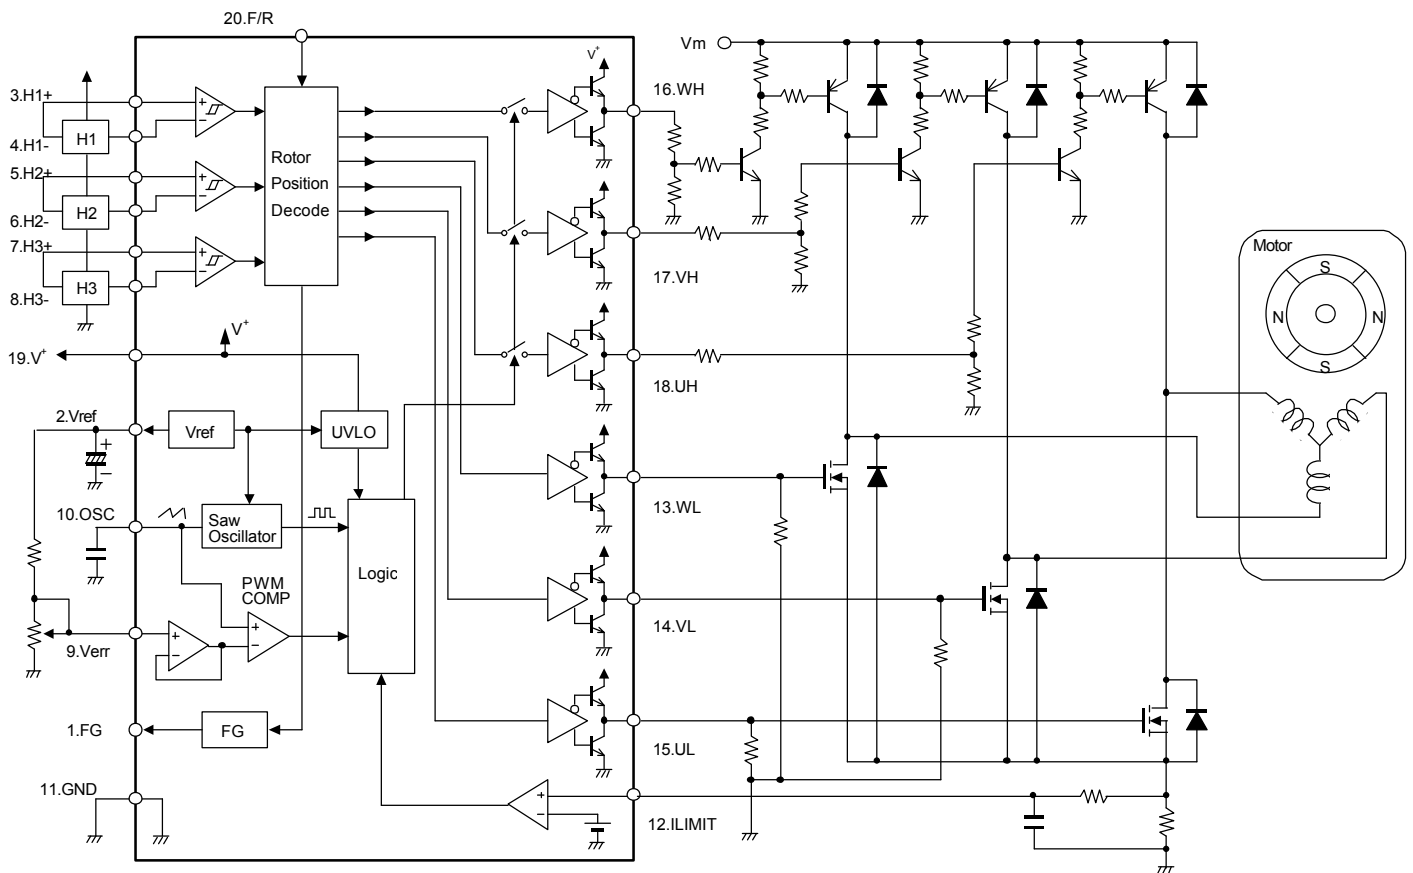 20.F/R
Vm
V+
3.H1+
16.WH
H1
4.H1-
Rotor
Position
Decode
5.H2+
H2
6.H2-
7.H3+
17.VH
H3
8.H3-
Motor
S
N
N
S
V+
19.V+
18.UH
2.Vref
Vref
UVLO
+
−
13.WL
10.OSC
Saw
Oscillator
Logic
PWM
COMP
9.Verr
14.VL
1.FG
FG
15.UL
11.GND
12.ILIMIT
+
−
+
−
+
−
+
−
+
−
+
−